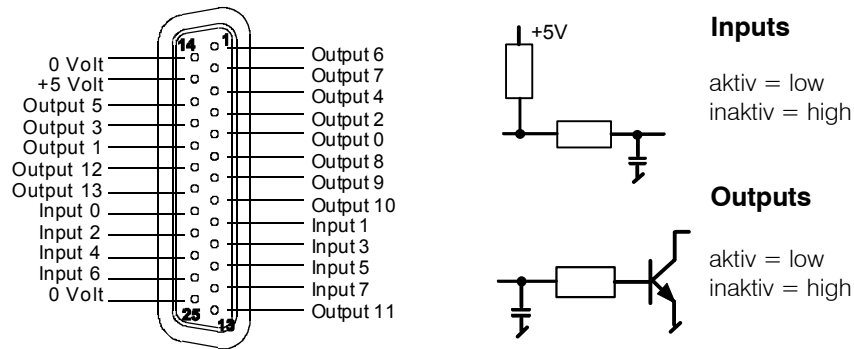 14
1
0 Volt
+5 Volt
Output 5
Output 3
Output 1
Output 12
Output 13
Input 0
Input 2
Input 4
Input 6
0 Volt
25
13
Output 6
Output 7
Output 4
Output 2
Output 0
Output 8
Output 9
Output 10
Input 1
Input 3
Input 5
Input 7
Output 11
+5V
Inputs
aktiv = low
inaktiv = high
Outputs
aktiv = low
inaktiv = high